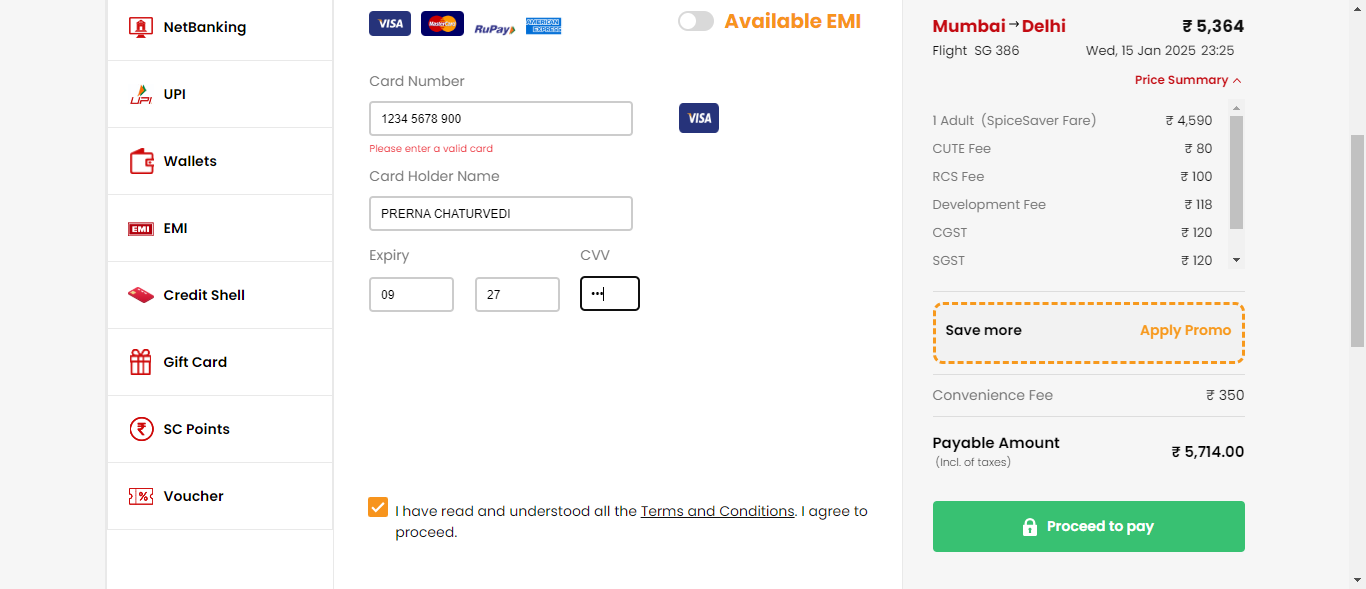 NetBanking
UPI
UPI
Wallets
EMI
EMI
Credit Shell
Gift Card
SC Points
Voucher
VISA
MasterCard
RuPay
AMERICAN EXPRESS
Available EMI
Card Number
1234 5678 900
VISA
Please enter a valid card
Card Holder Name
PRERNA CHATURVEDI
Expiry CVV
09 27 •••
I have read and understood all the Terms and Conditions. I agree to
proceed.
Mumbai→Delhi ₹ 5,364
Flight SG 386 Wed, 15 Jan 2025 23:25
Price Summary
1 Adult (SpiceSaver Fare) ₹ 4,590
CUTE Fee ₹ 80
RCS Fee ₹ 100
Development Fee ₹ 118
CGST ₹ 120
SGST ₹ 120
Save more Apply Promo
Convenience Fee ₹ 350
Payable Amount ₹ 5,714.00
(Incl. of taxes)
Proceed to pay